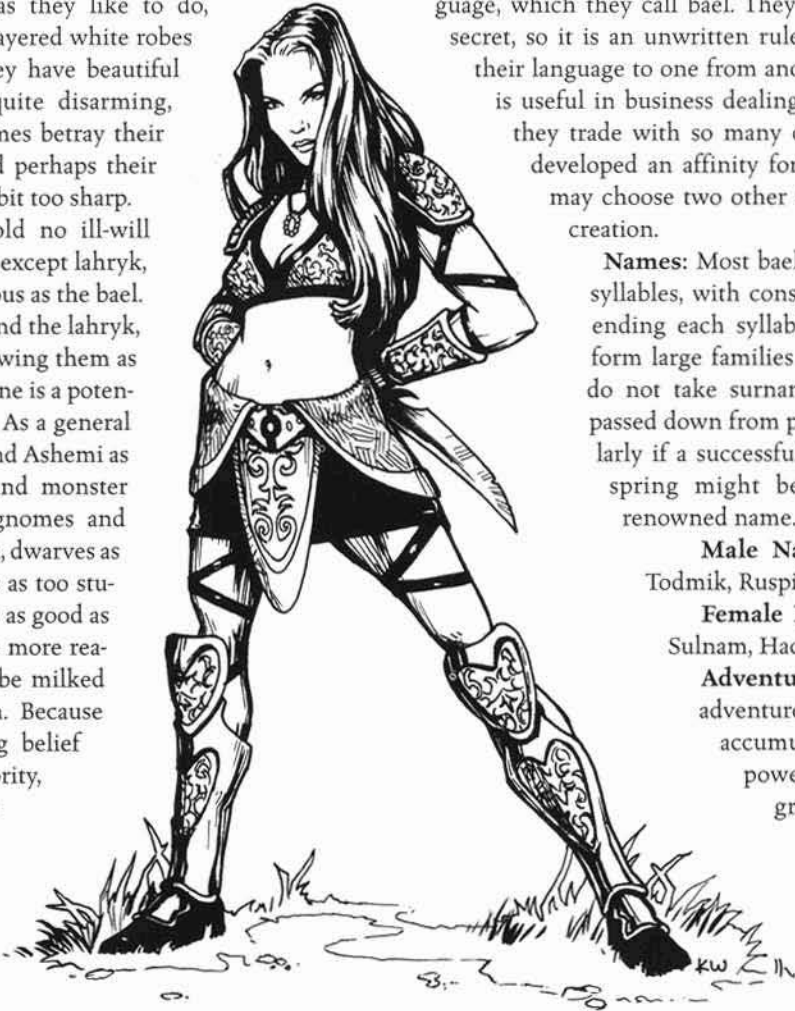 as they like to do,
ayered white robes
ey have beautiful
quite disarming,
mes betray their
d perhaps their
bit too sharp.
old no ill-will
except lahryk,
ous as the bael.
nd the lahryk,
wing them as
ne is a poten-
As a general
nd Ashemi as
and monster
gnomes and
, dwarves as
as too stu-
as good as
more rea-
be milked
. Because
g belief
ority,
guage, which they call bael. They
secret, so it is an unwritten rule
their language to one from ano
is useful in business dealing
they trade with so many
developed an affinity for
may choose two other
creation.
Names: Most bael
syllables, with cons
ending each syllab
form large families
do not take surnam
passed down from p
larly if a successfu
spring might be
renowned name.
Male Na
Todmik, Ruspi
Female
Sulnam, Had
Adventu
adventure
accumu
powe
gr
KW